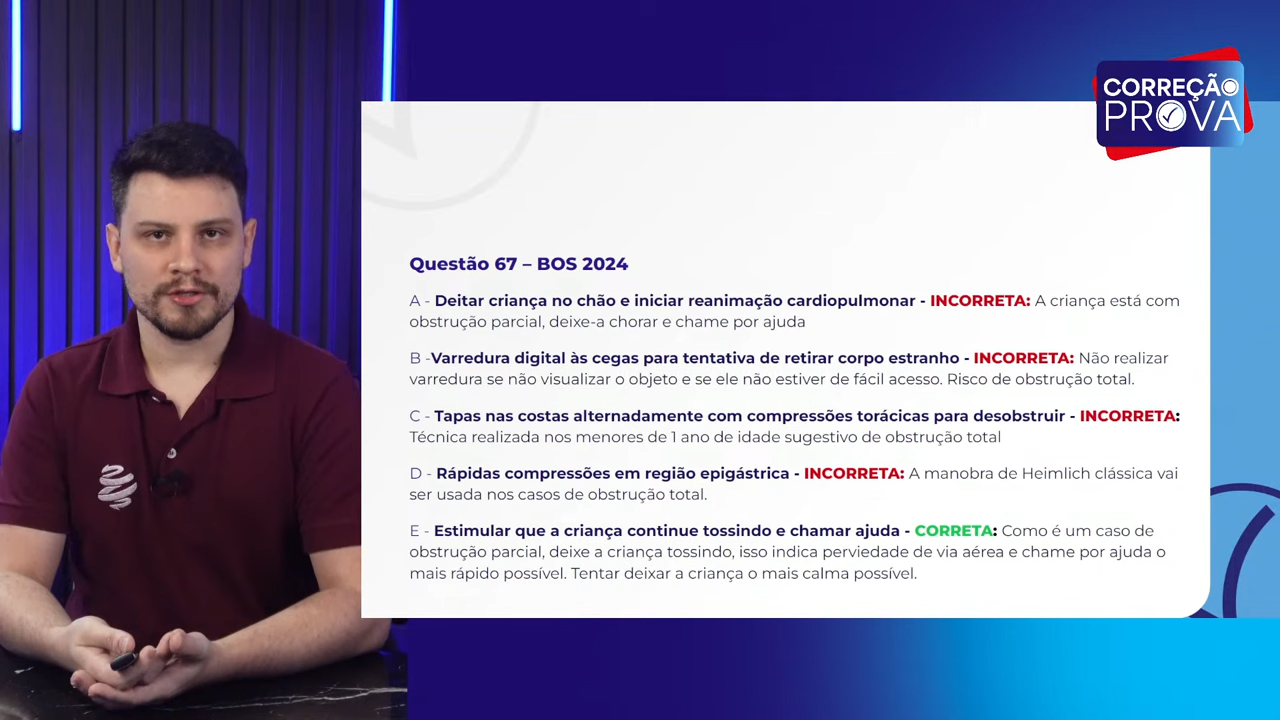 CORREÇÃO
PROVA
Questão 67 – BOS 2024
A - Deitar criança no chão e iniciar reanimação cardiopulmonar - INCORRETA: A criança está com
obstrução parcial, deixe-a chorar e chame por ajuda
B -Varredura digital às cegas para tentativa de retirar corpo estranho - INCORRETA: Não realizar
varredura se não visualizar o objeto e se ele não estiver de fácil acesso. Risco de obstrução total.
C - Tapas nas costas alternadamente com compressões torácicas para desobstruir - INCORRETA:
Técnica realizada nos menores de 1 ano de idade sugestivo de obstrução total
D - Rápidas compressões em região epigástrica - INCORRETA: A manobra de Heimlich clássica vai
ser usada nos casos de obstrução total.
E - Estimular que a criança continue tossindo e chamar ajuda - CORRETA: Como é um caso de
obstrução parcial, deixe a criança tossindo, isso indica perviedade de via aérea e chame por ajuda o
mais rápido possível. Tentar deixar a criança o mais calma possível.